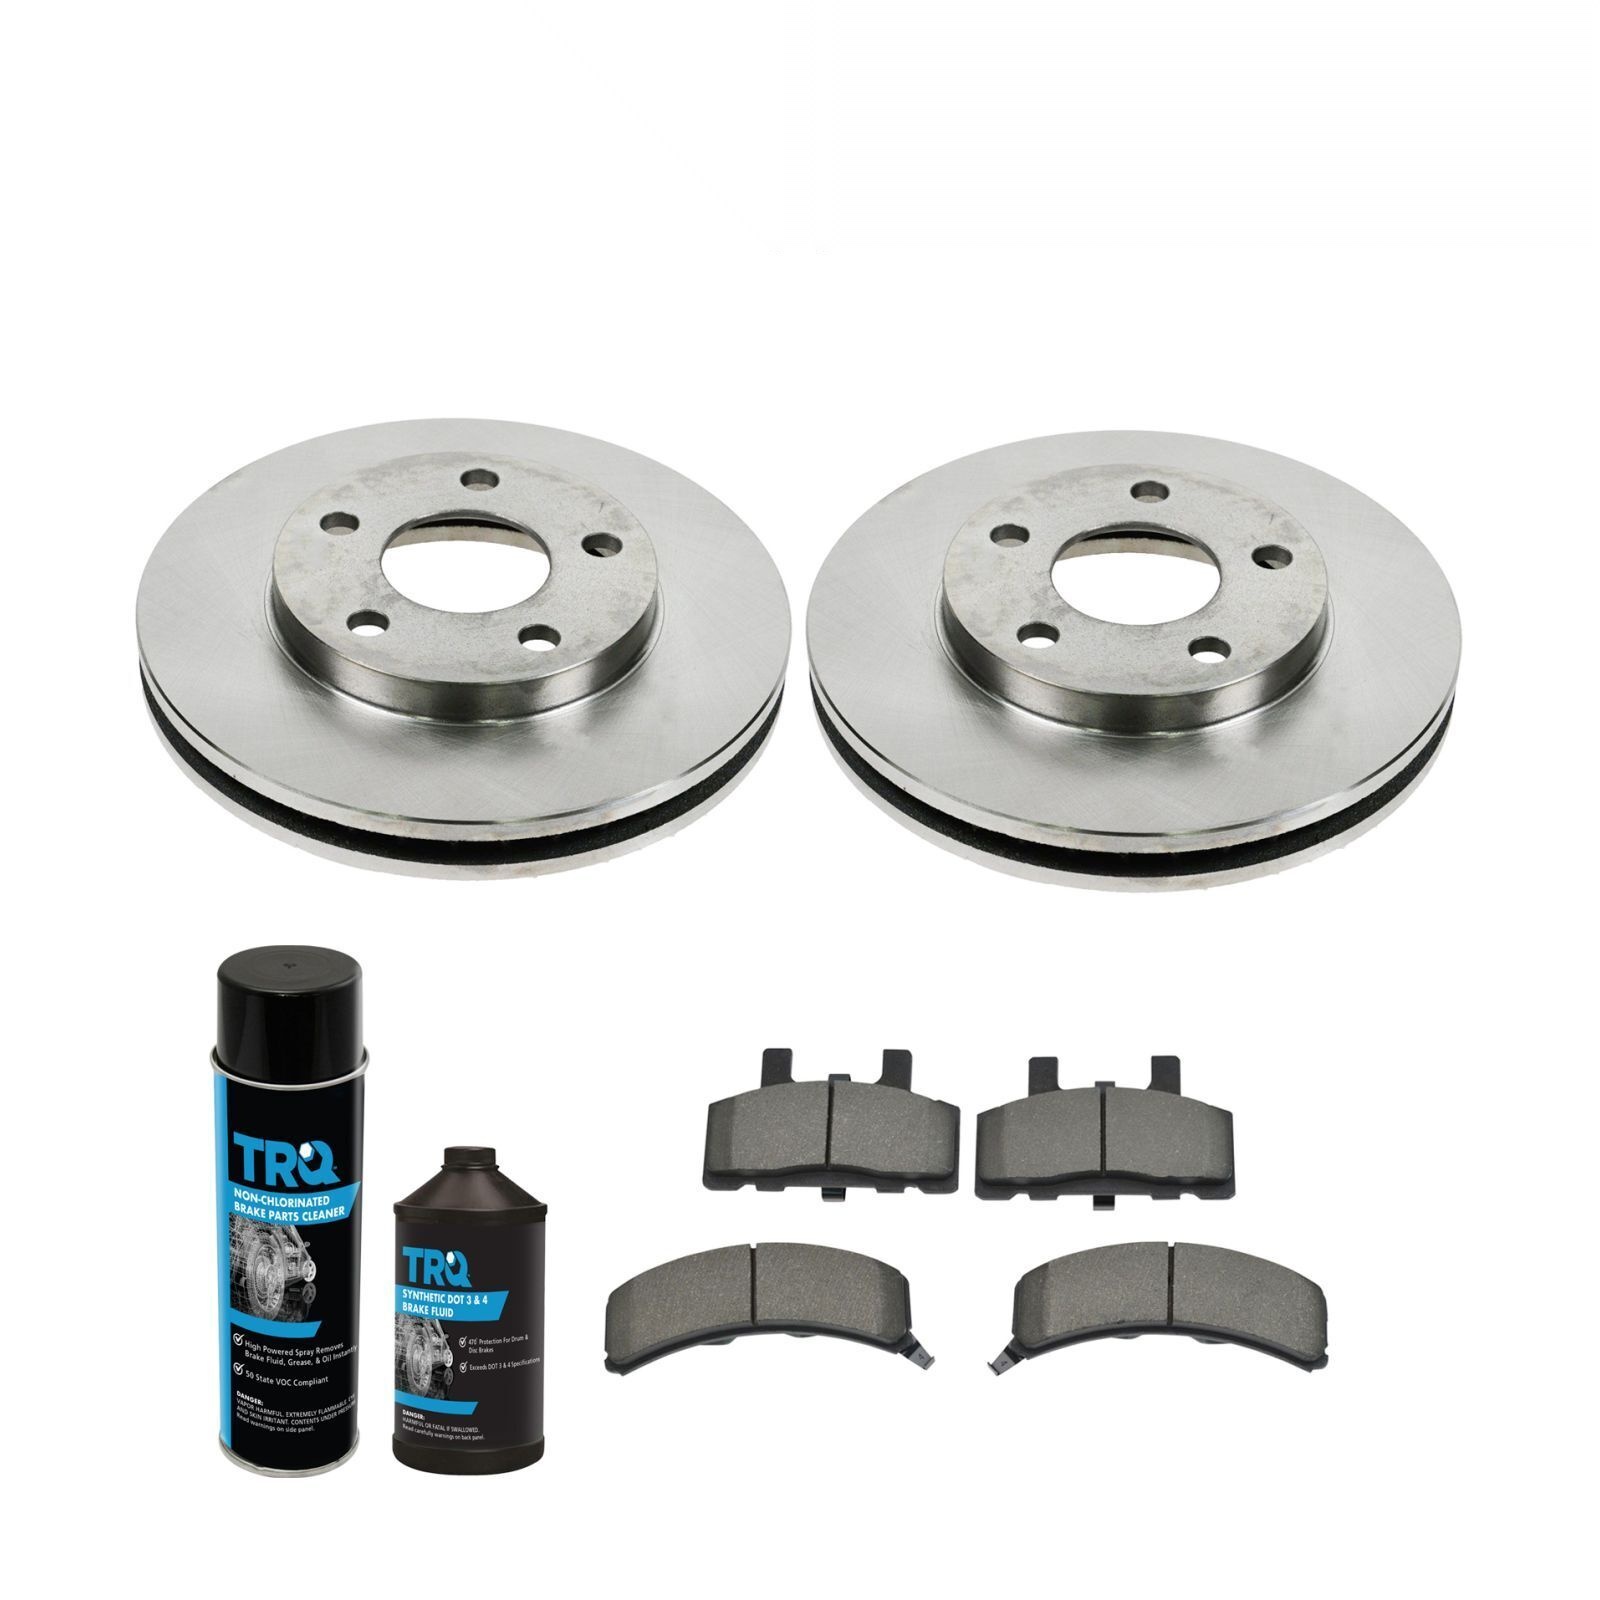 TRQ
NON-CHLORINATED
BRAKE PARTS CLEANER
High Powered Spray Removes
Brake Fluid, Grease, & Oil Instantly
50 State VOC Compliant
DANGER:
VAPOR HARMFUL. EXTREMELY FLAMMABLE. EYE
AND SKIN IRRITANT. CONTENTS UNDER PRESSURE.
Read warnings on side panel.
TRQ
SYNTHETIC DOT 3 & 4
BRAKE FLUID
470° Protection For Drum &
Disc Brakes
Exceeds DOT 3 & 4 Specifications
DANGER:
HARMFUL OR FATAL IF SWALLOWED.
Read carefully warnings on back panel.
4
4